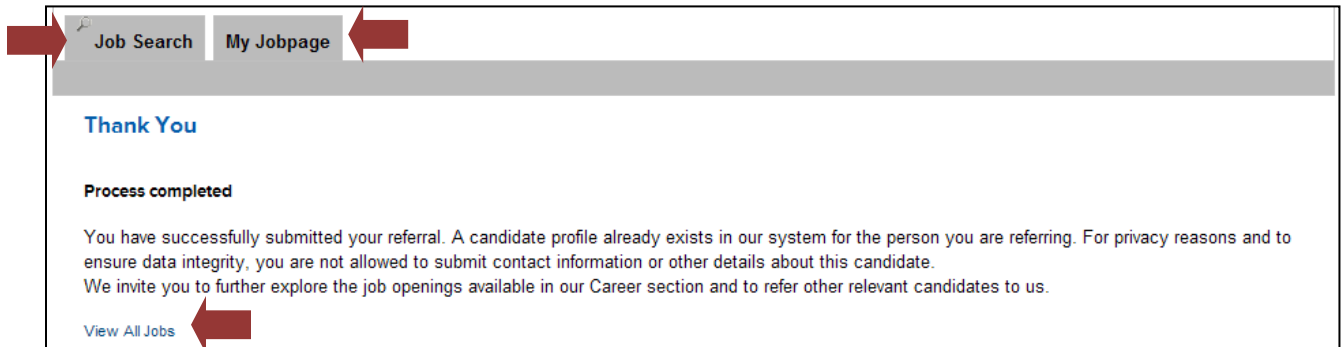 Job Search My Jobpage
Thank You
Process completed
You have successfully submitted your referral. A candidate profile already exists in our system for the person you are referring. For privacy reasons and to
ensure data integrity, you are not allowed to submit contact information or other details about this candidate.
We invite you to further explore the job openings available in our Career section and to refer other relevant candidates to us.
View All Jobs